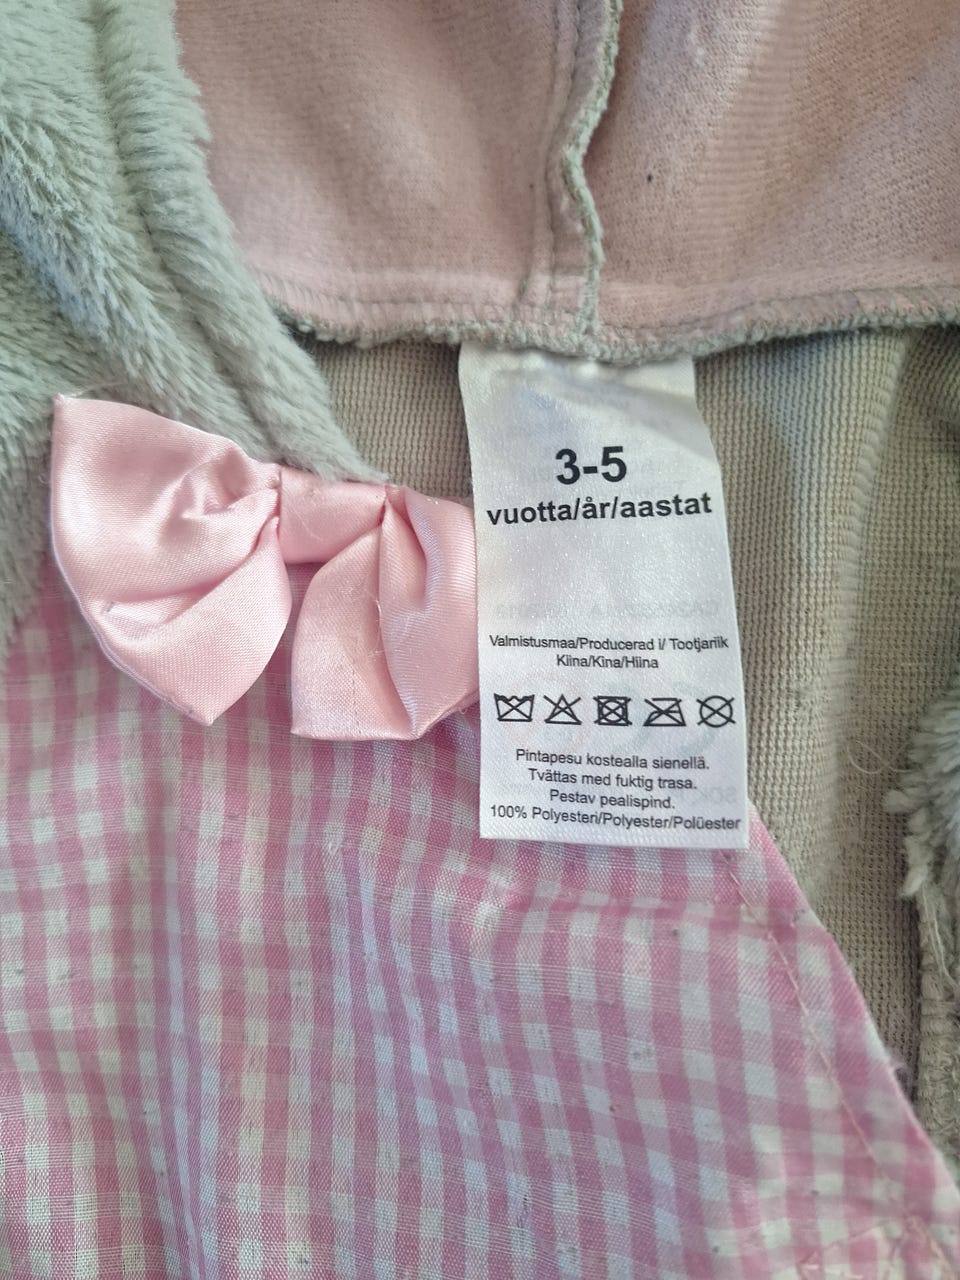 3-5
vuotta/år/aastat
Valmistusmaa/Producerad i/ Tootjariik
Kiina/Kina/Hiina
Pintapesu kostealla sienellä.
Tvättas med fuktig trasa.
Pestav pealispind.
100% Polyesteri/Polyester/Polüester